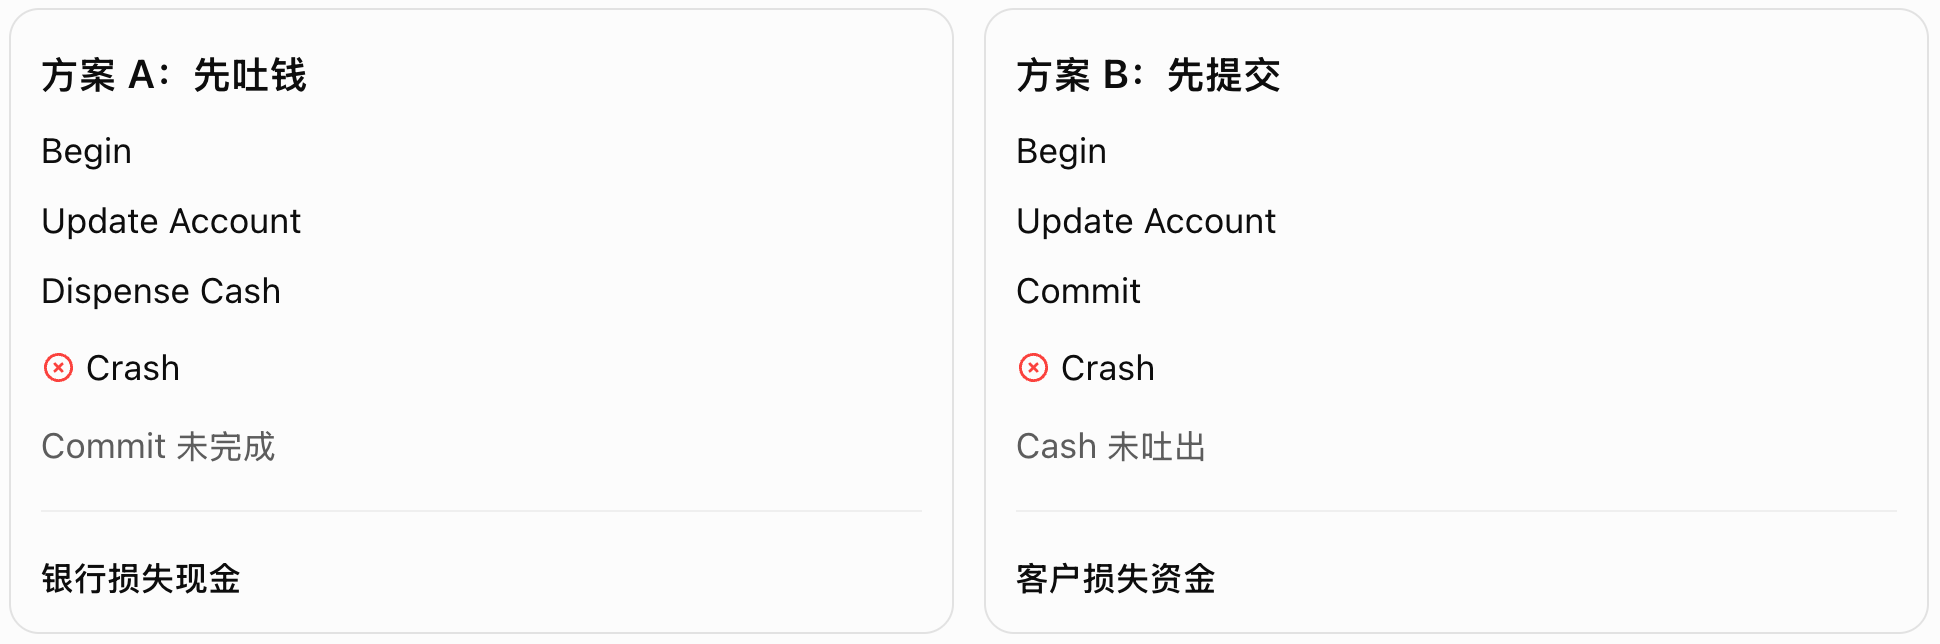 方案 A：先吐钱
Begin
Update Account
Dispense Cash
Crash
Commit 未完成
银行损失现金
方案 B：先提交
Begin
Update Account
Commit
Crash
Cash 未吐出
客户损失资金